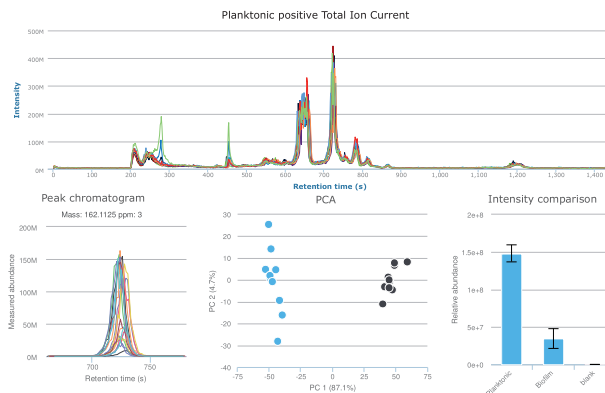 Planktonic positive Total Ion Current
500M
400M
300M
200M
100M
0M
Intensity
0 100 200 300 400 500 600 700 800 900 1,000 1,100 1,200 1,300 1,400
Retention time (s)
Peak chromatogram
Mass: 162.1125 ppm: 3
200M
150M
100M
50M
0M
Measured abundance
700 750
Retention time (s)
PCA
30
20
10
0
-10
-20
-30
-40
PC 2 (4.7%)
-75 -50 -25 0 25 50 75
PC 1 (87.1%)
Intensity comparison
2e+8
1e+8
5e+7
0e+0
Relative abundance
Planktonic Biofilm blank